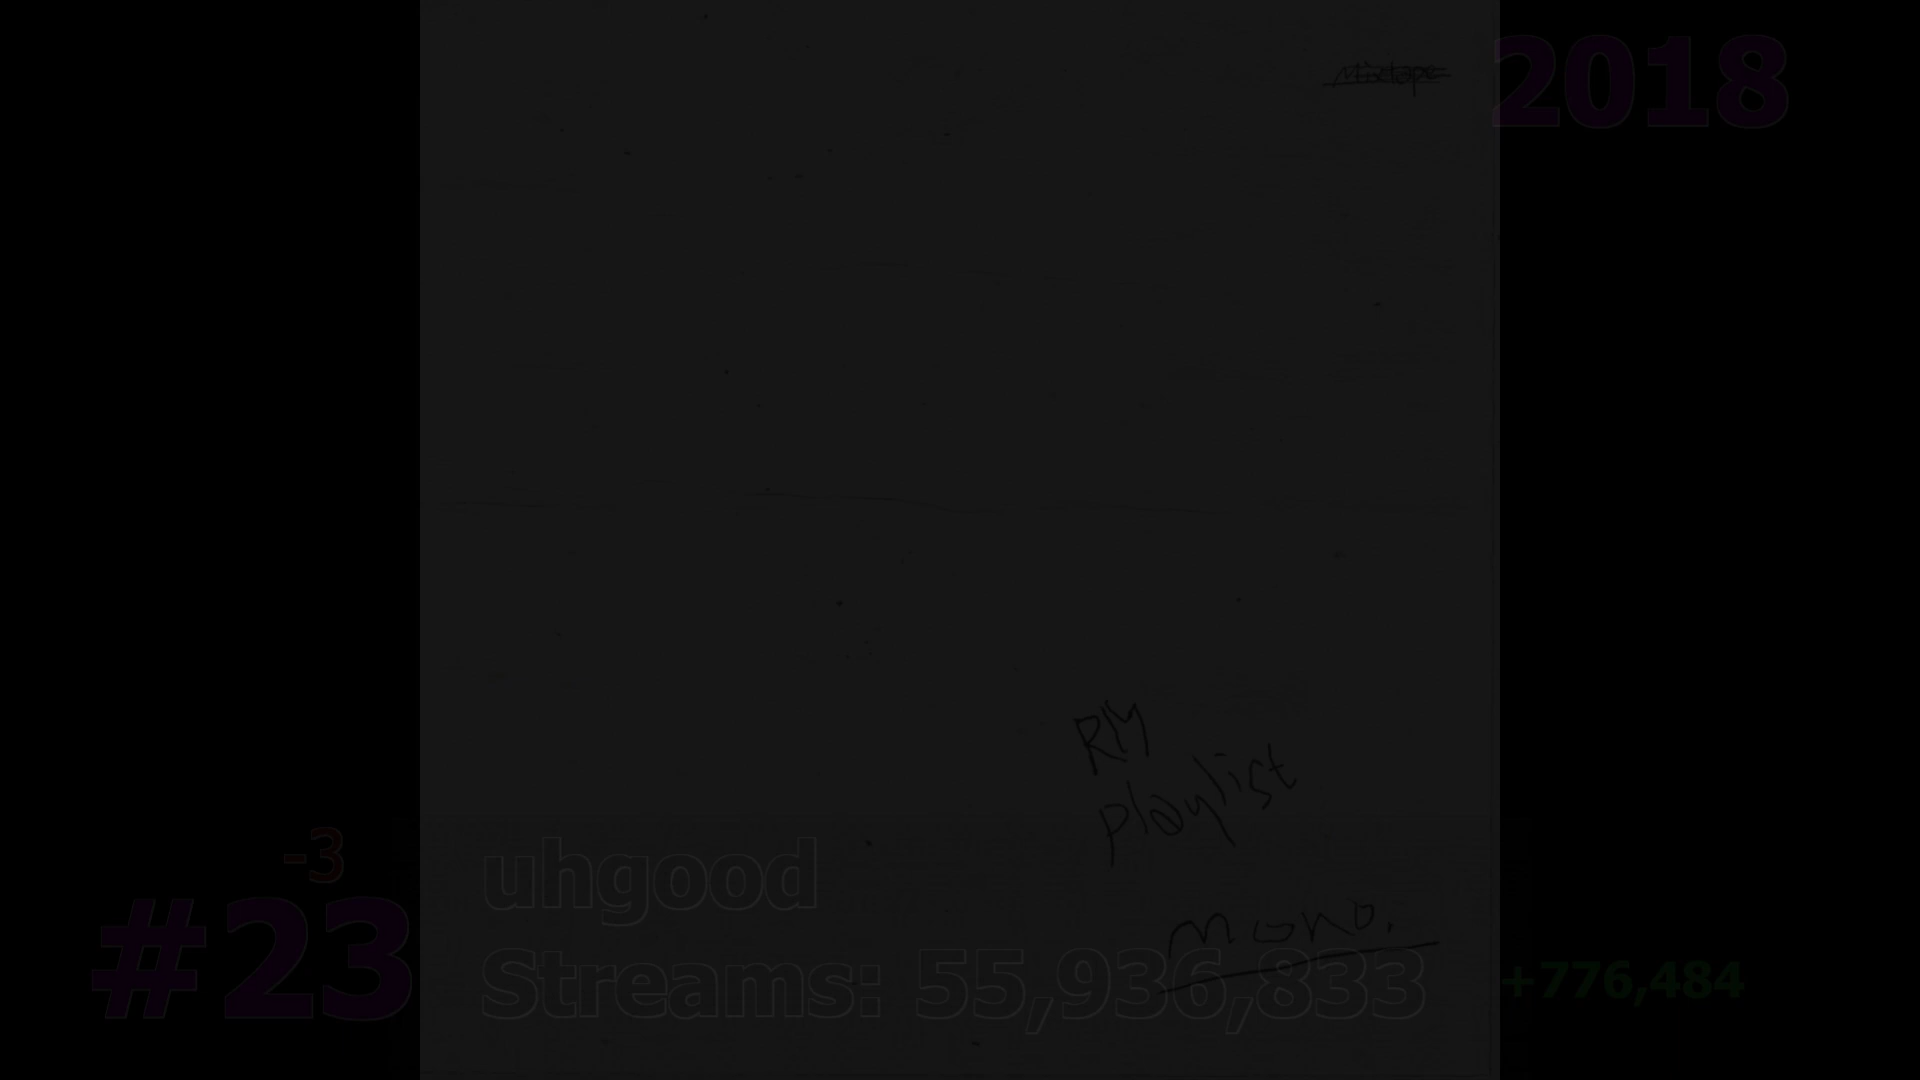 Mixtape
2018
RM
playlist
mono.
-3
#23
uhgood
Streams: 55,936,833
+776,484